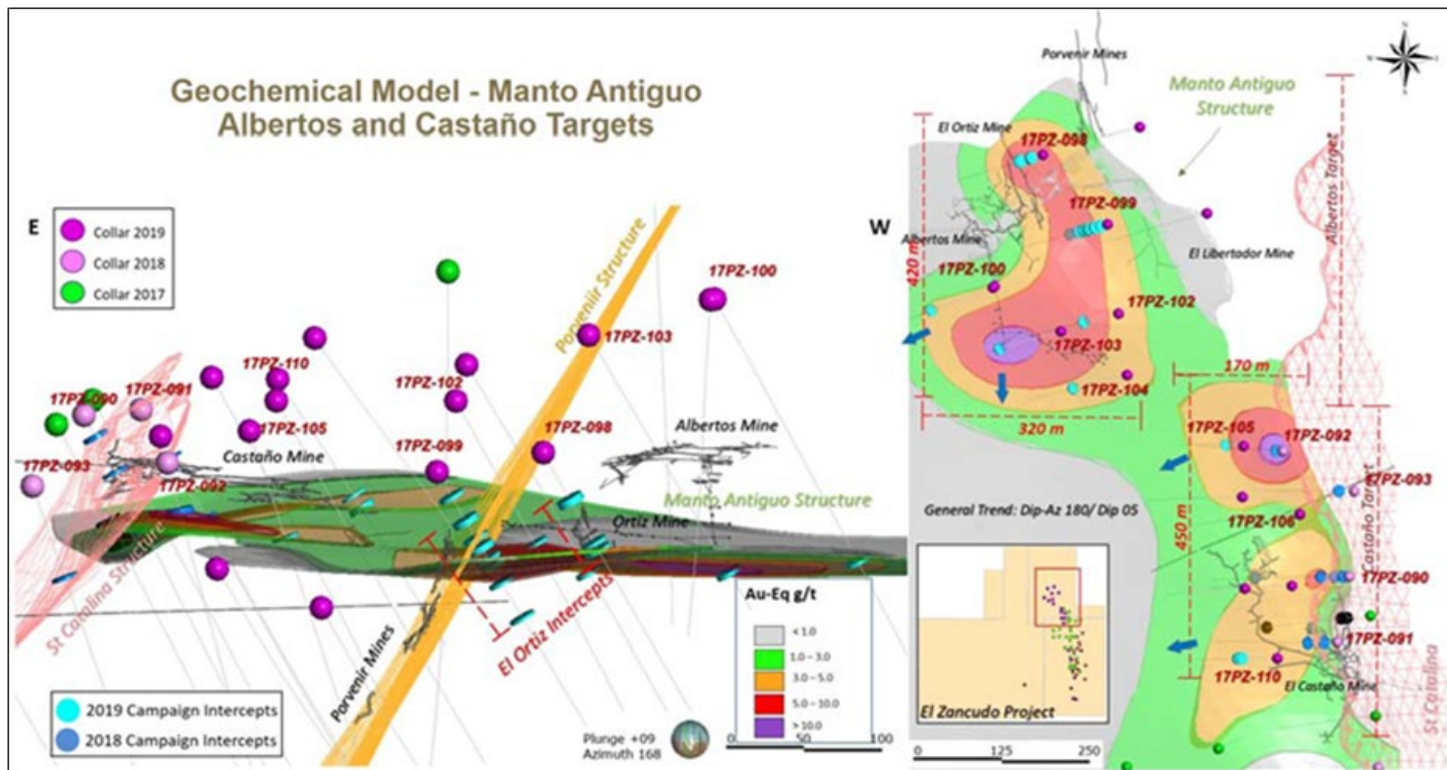 Geochemical Model - Manto Antiguo
Albertos and Castaño Targets
E
Collar 2019
Collar 2018
Collar 2017
Porveniir Structure
17PZ-100
17PZ-103
17PZ-110
17PZ-102
17PZ-091
17PZ-090
17PZ-105
17PZ-098
17PZ-099
Castaño Mine
Albertos Mine
17PZ-093
17PZ-092
Manto Antiguo Structure
Ortiz Mine
St Catalina Structure
El Ortiz Intercepts
Porvenir Mines
2019 Campaign Intercepts
2018 Campaign Intercepts
Plunge +09
Azimuth 168
Au-Eq g/t
< 1.0
1.0 – 3.0
3.0 – 5.0
5.0 – 10.0
> 10.0
0
50
100
W
Porvenir Mines
Manto Antiguo
Structure
El Ortiz Mine
17PZ-098
Albertos Target
17PZ-099
Albertos Mine
El Libertador Mine
420 m
17PZ-100
17PZ-102
17PZ-103
17PZ-104
170 m
320 m
17PZ-105
17PZ-092
17PZ-093
Castaño Target
General Trend: Dip-Az 180/ Dip 05
17PZ-106
450 m
17PZ-090
17PZ-091
17PZ-110
El Castaño Mine
St Catalina
El Zancudo Project
0
125
250